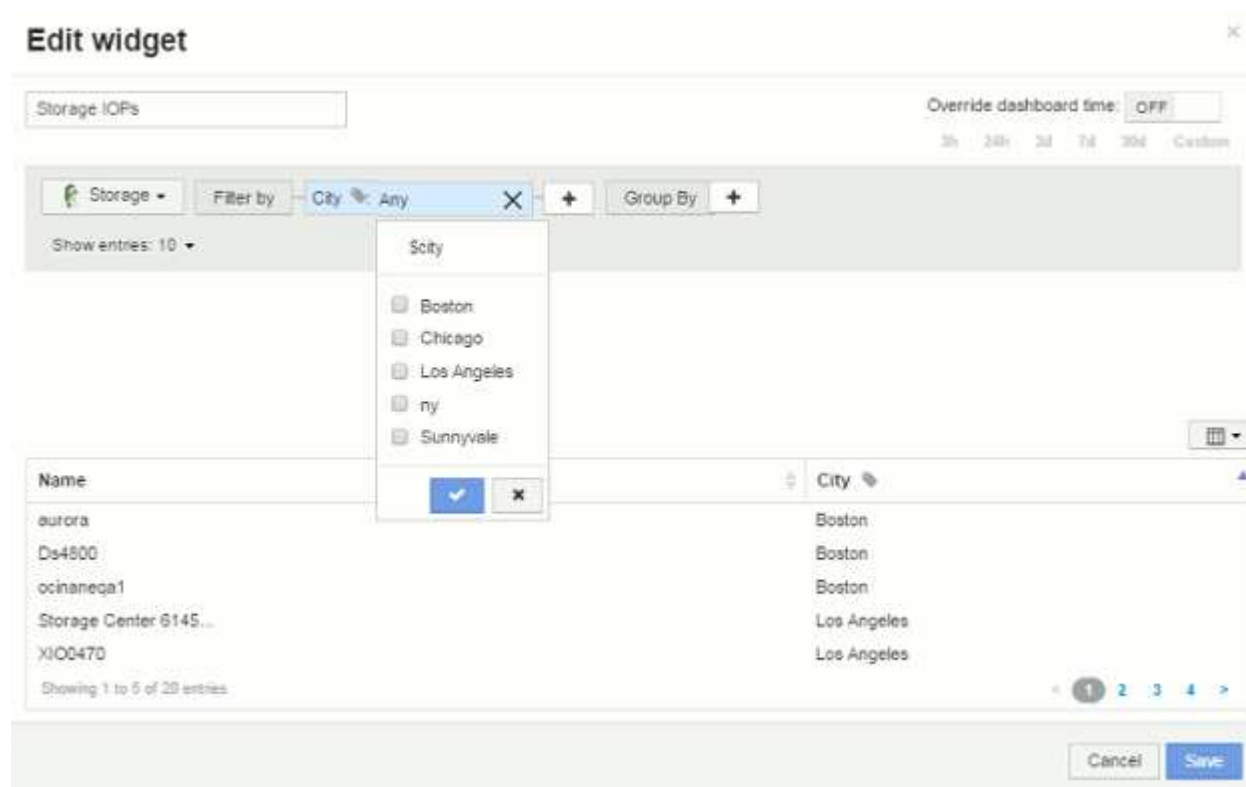 Edit widget
Storage IOPs
Override dashboard time: OFF
3h 24h 3d 7d 30d Custom
Storage Filter by City Any Group By
Show entries: 10
$city
Boston
Chicago
Los Angeles
ny
Sunnyvale
Name City
aurora Boston
Ds4800 Boston
ocinaneqa1 Boston
Storage Center 6145... Los Angeles
XIO0470 Los Angeles
Showing 1 to 5 of 20 entries < 1 2 3 4 >
Cancel Save